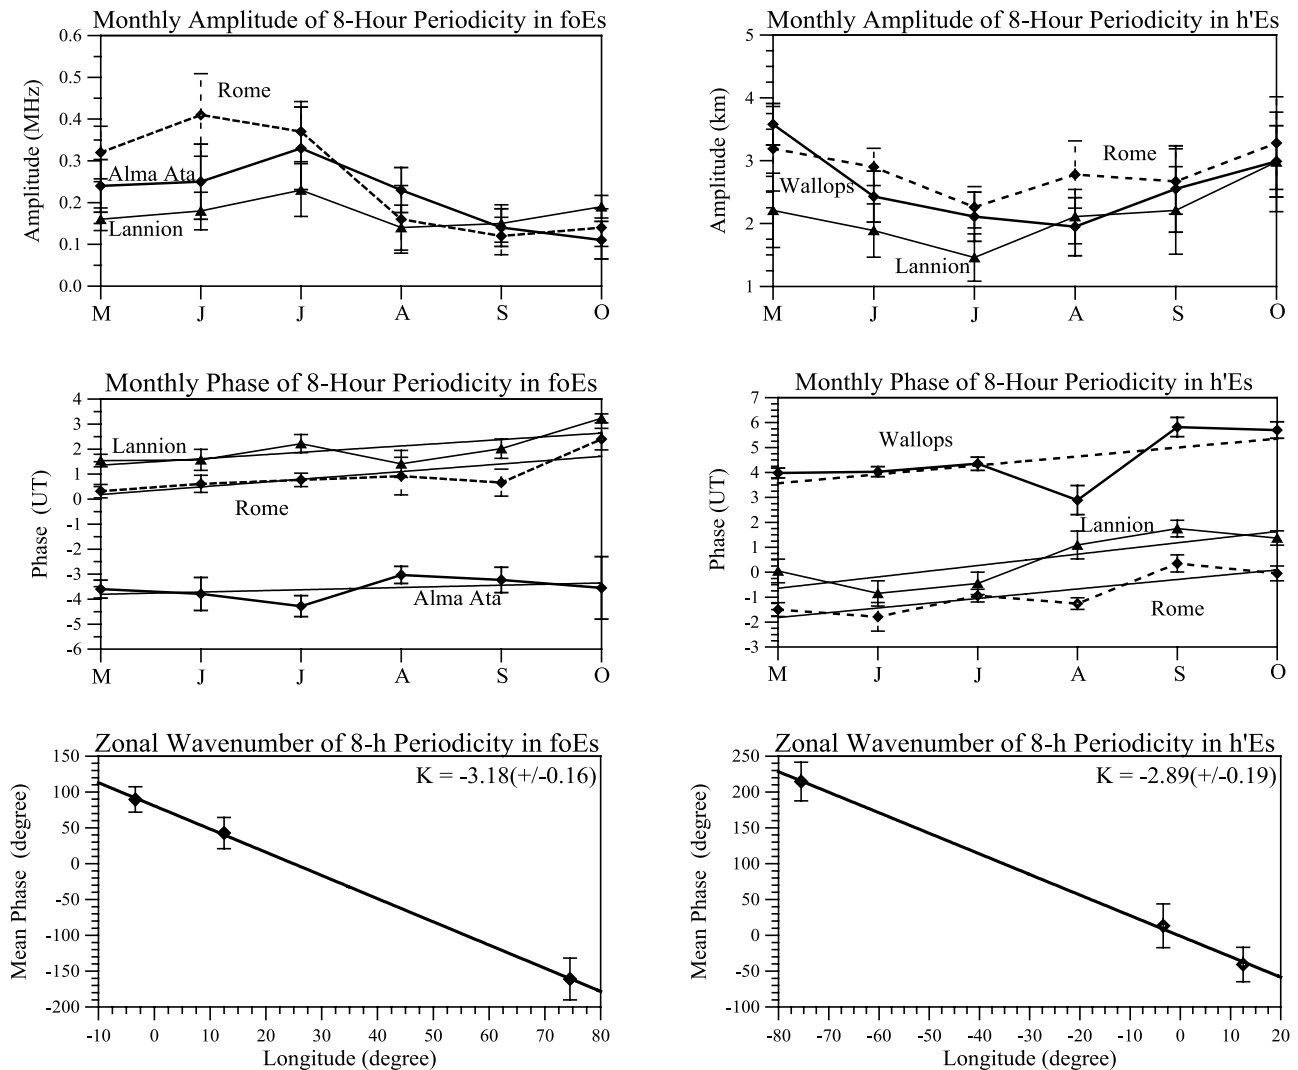 Monthly Amplitude of 8-Hour Periodicity in foEs
0.6
0.5
0.4
0.3
0.2
0.1
0.0
Amplitude (MHz)
Rome
Alma Ata
Lannion
M J J A S O
Monthly Amplitude of 8-Hour Periodicity in h'Es
5
4
3
2
1
Amplitude (km)
Rome
Wallops
Lannion
M J J A S O
Monthly Phase of 8-Hour Periodicity in foEs
4
3
2
1
0
-1
-2
-3
-4
-5
-6
Phase (UT)
Lannion
Rome
Alma Ata
M J J A S O
Monthly Phase of 8-Hour Periodicity in h'Es
7
6
5
4
3
2
1
0
-1
-2
-3
Phase (UT)
Wallops
Lannion
Rome
M J J A S O
Zonal Wavenumber of 8-h Periodicity in foEs
K = -3.18(+/-0.16)
150
100
50
0
-50
-100
-150
-200
Mean Phase (degree)
-10 0 10 20 30 40 50 60 70 80
Longitude (degree)
Zonal Wavenumber of 8-h Periodicity in h'Es
K = -2.89(+/-0.19)
250
200
150
100
50
0
-50
-100
Mean Phase (degree)
-80 -70 -60 -50 -40 -30 -20 -10 0 10 20
Longitude (degree)